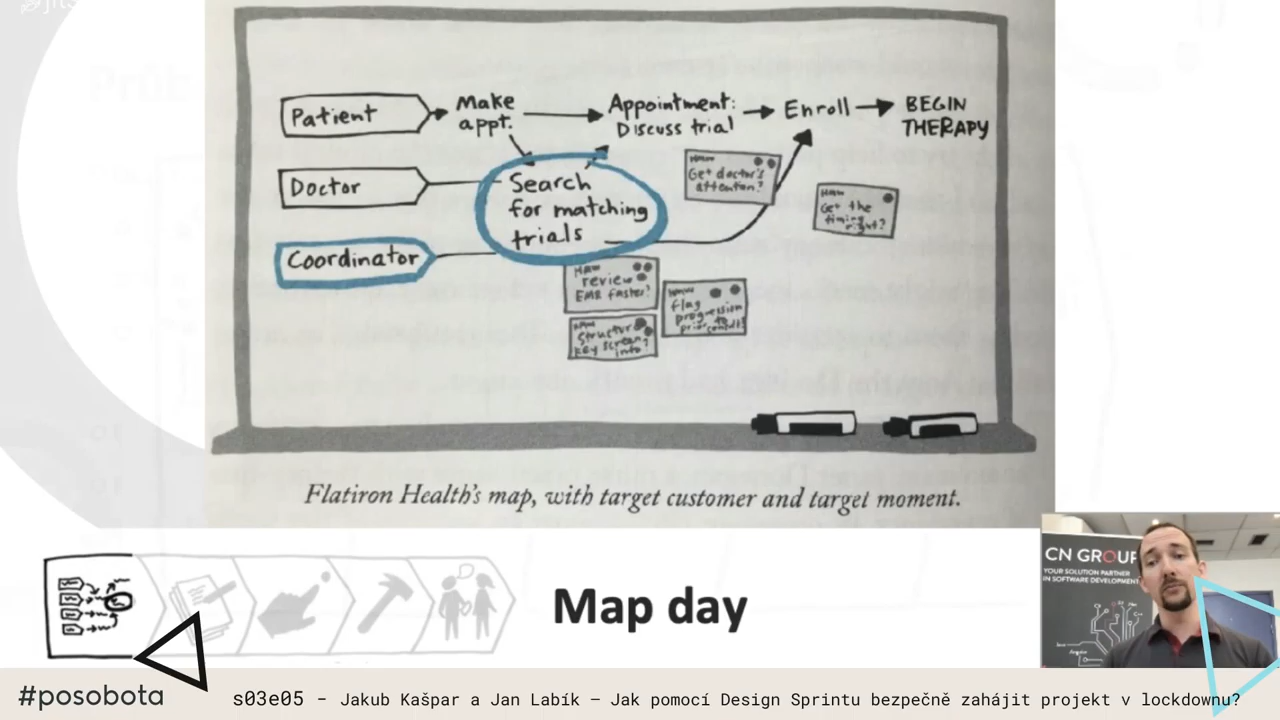 Patient
Make
appt.
Appointment:
Discuss trial
Enroll
BEGIN
THERAPY
Doctor
Search
for matching
trials
Coordinator
HMW
Get doctor's
attention?
HMW
Get the
timing
right?
HMW
review
EMR faster?
HMW
flag
progression
to
HMW
structure
key screen
info?
Flatiron Health's map, with target customer and target moment.
Map day
CN GROUP
YOUR SOLUTION PARTNER
IN SOFTWARE DEVELOPMENT
#posobota
s03e05 - Jakub Kašpar a Jan Labík – Jak pomocí Design Sprintu bezpečně zahájit projekt v lockdownu?